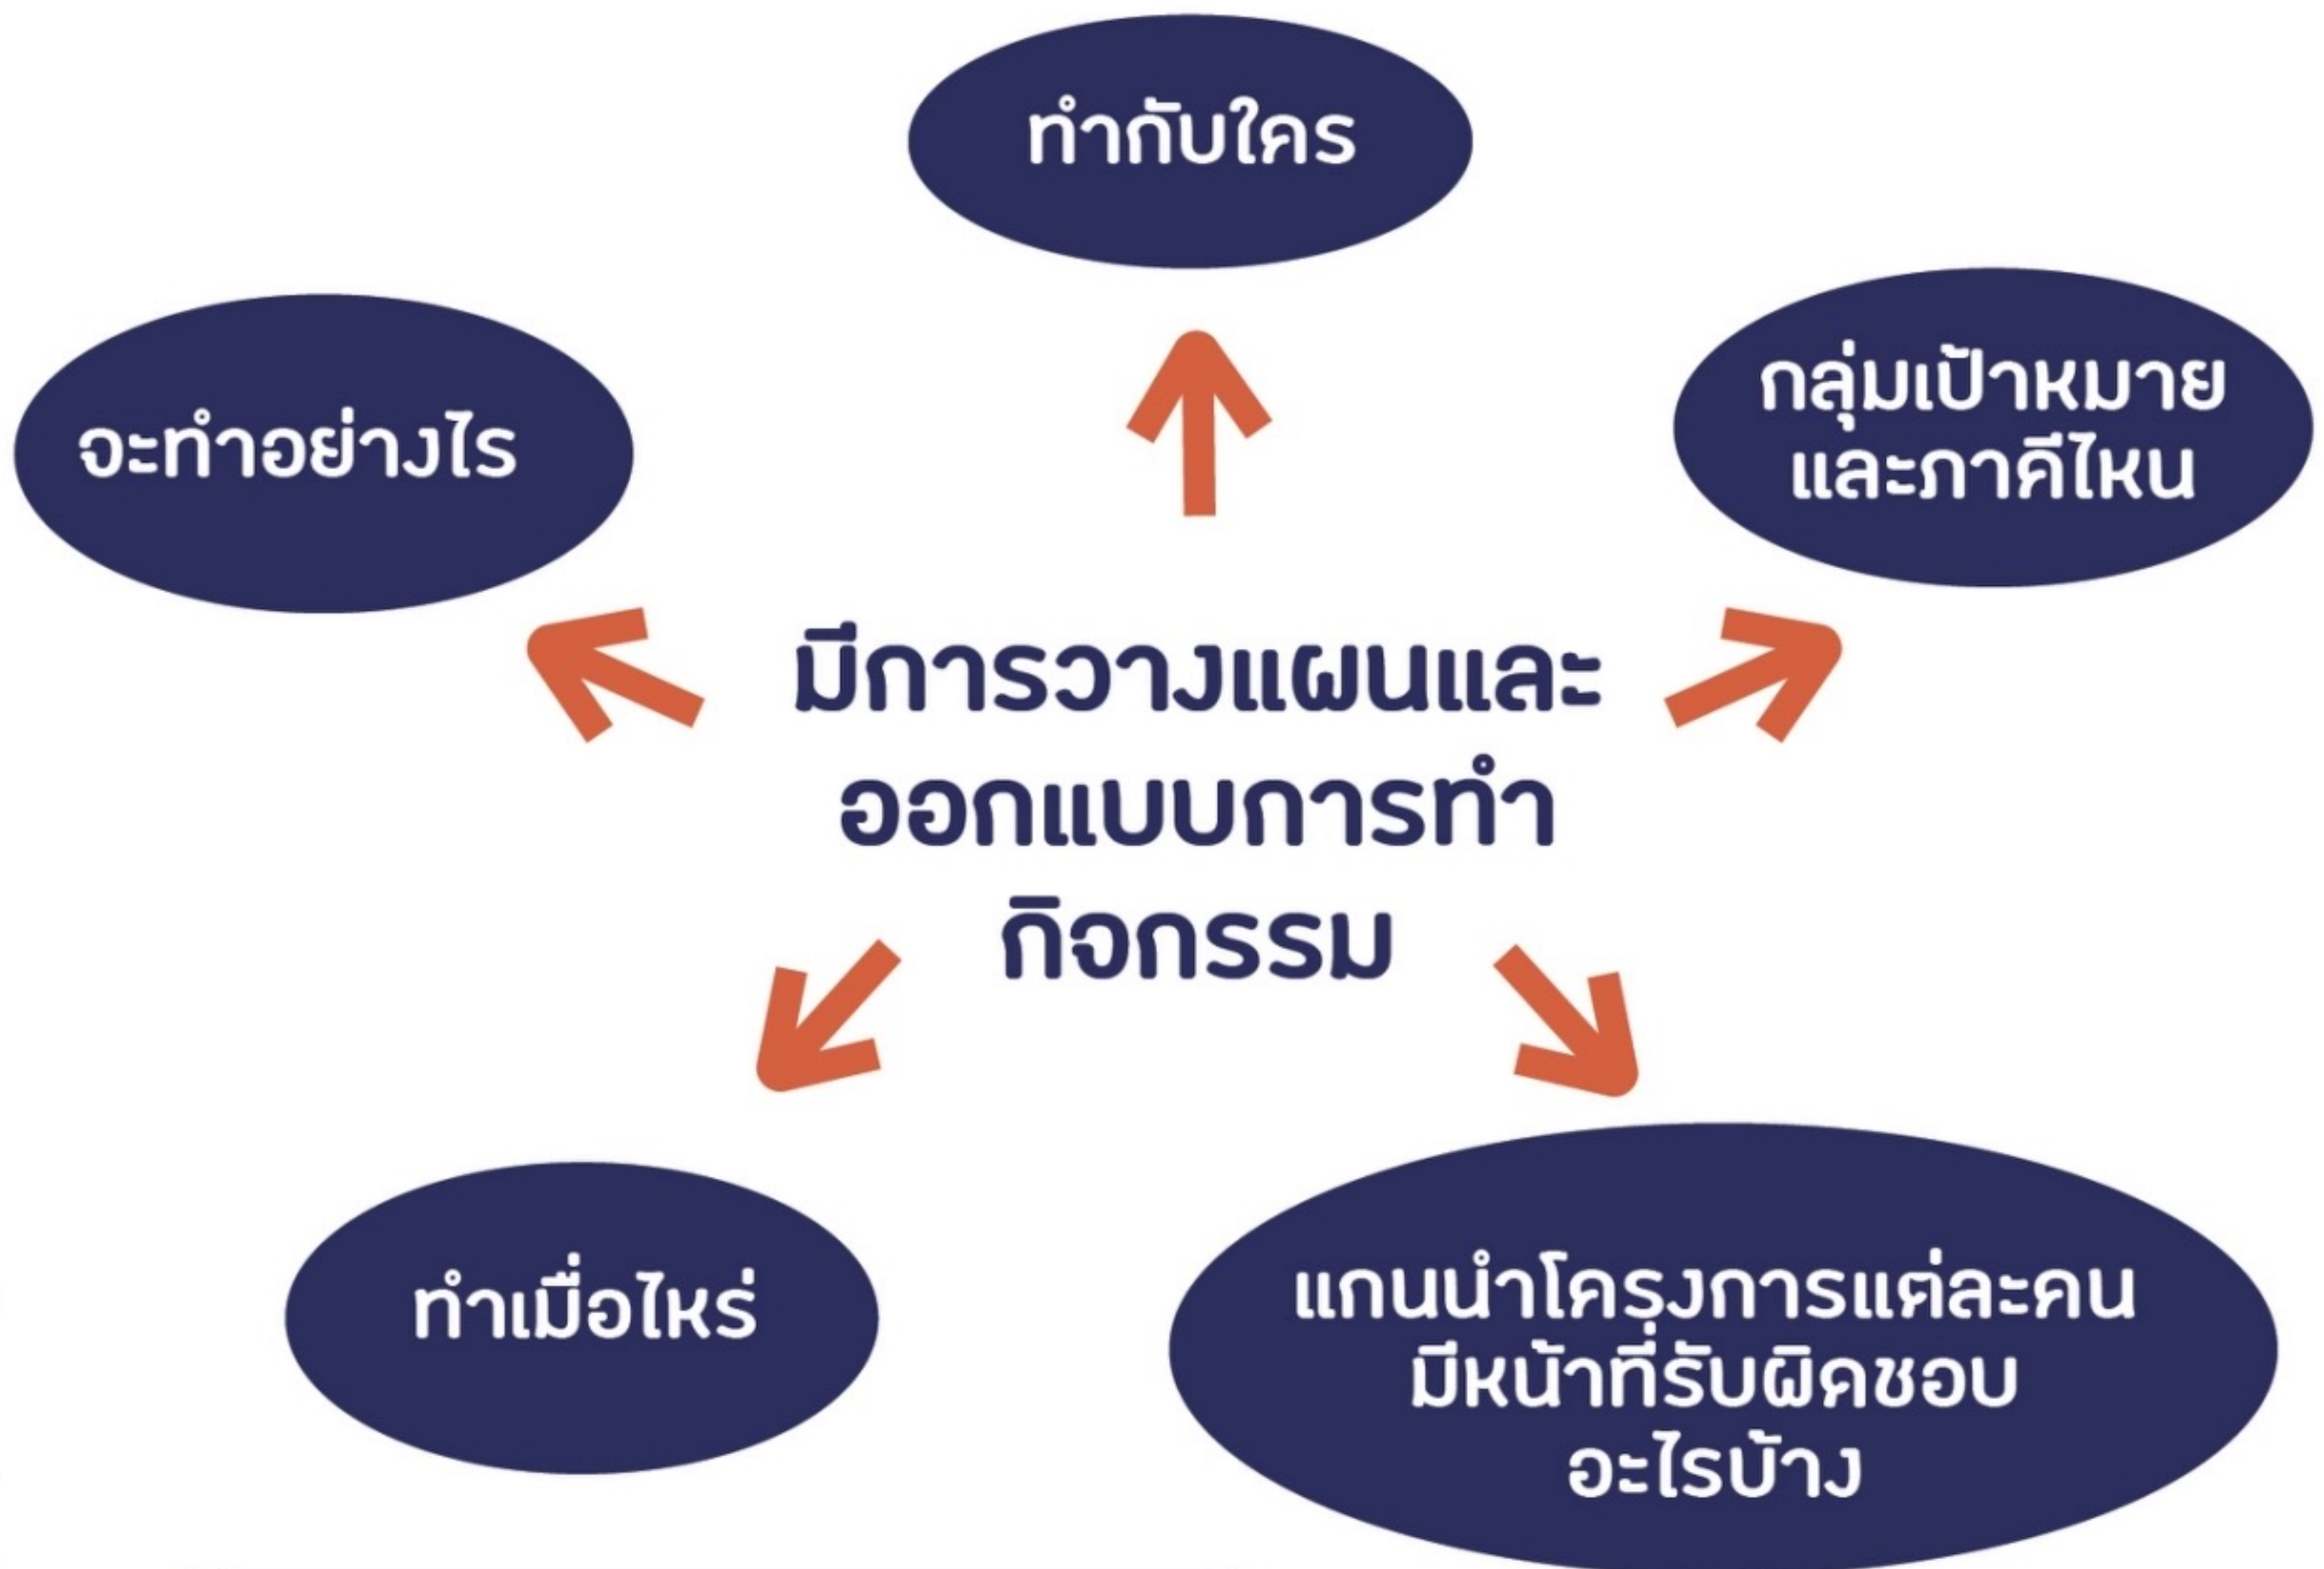 ทำกับใคร
จะทำอย่างไร
กลุ่มเป้าหมาย
และภาคีไหน
มีการวางแผนและ
ออกแบบการทำ
กิจกรรม
ทำเมื่อไหร่
แกนนำโครงการแต่ละคน
มีหน้าที่รับผิดชอบ
อะไรบ้าง